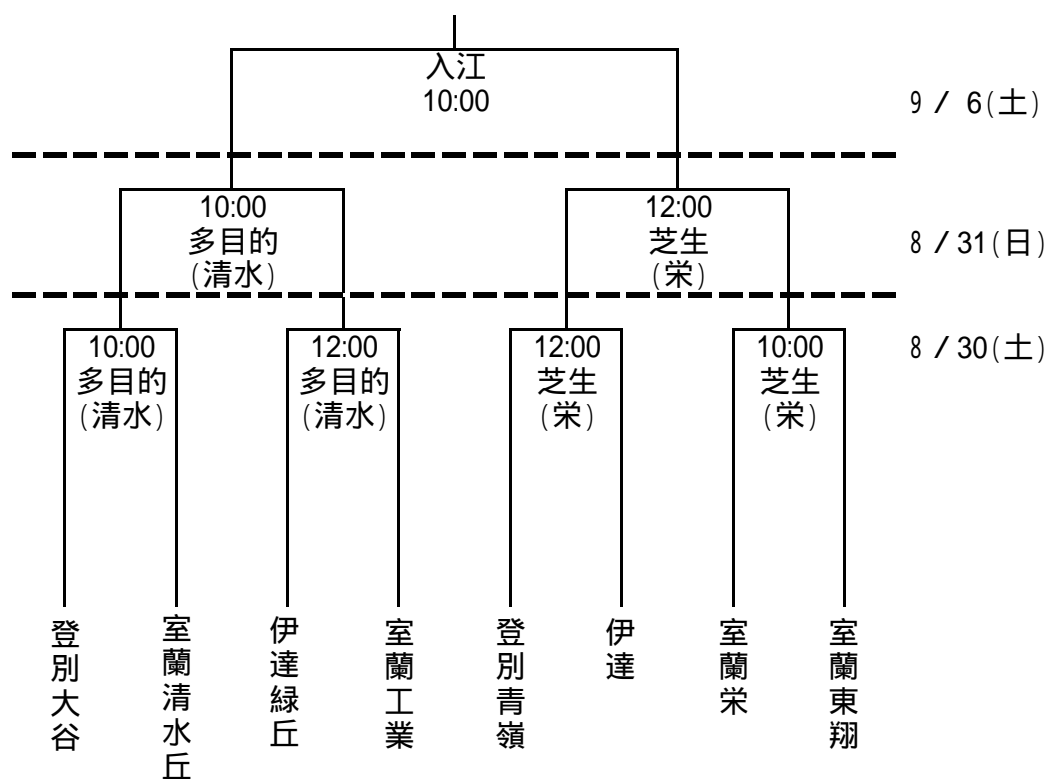 入江
10:00
9 / 6(土)
10:00
多目的
(清水)
12:00
芝生
(栄)
8 / 31(日)
10:00
多目的
(清水)
12:00
多目的
(清水)
12:00
芝生
(栄)
10:00
芝生
(栄)
8 / 30(土)
登別大谷
室蘭清水丘
伊達緑丘
室蘭工業
登別青嶺
伊達
室蘭栄
室蘭東翔